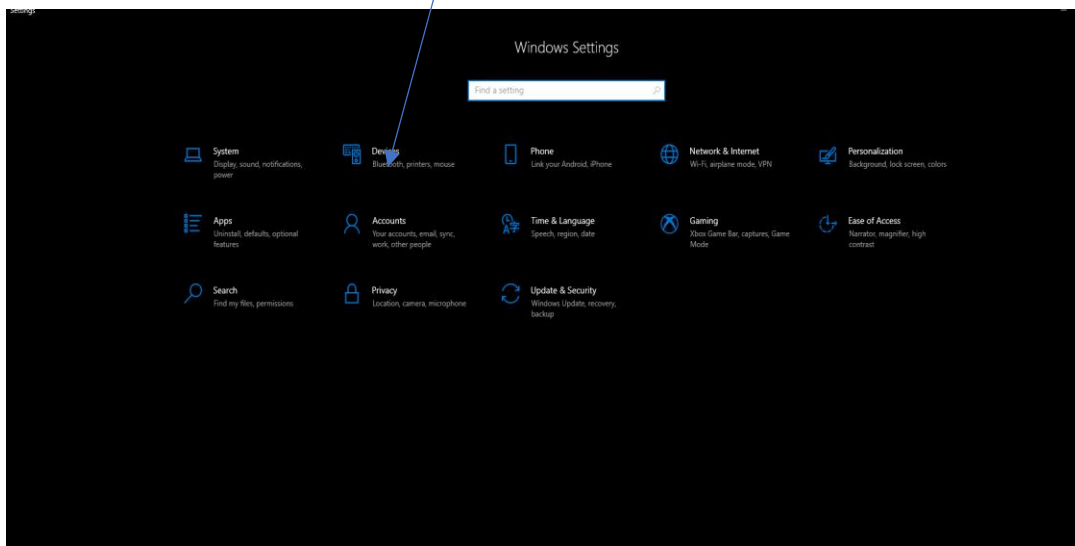 Settings
Windows Settings
Find a setting
System
Display, sound, notifications,
power
Devices
Bluetooth, printers, mouse
Phone
Link your Android, iPhone
Network & Internet
Wi-Fi, airplane mode, VPN
Personalization
Background, lock screen, colors
Apps
Uninstall, defaults, optional
features
Accounts
Your accounts, email, sync,
work, other people
Time & Language
Speech, region, date
Gaming
Xbox Game Bar, captures, Game
Mode
Ease of Access
Narrator, magnifier, high
contrast
Search
Find my files, permissions
Privacy
Location, camera, microphone
Update & Security
Windows Update, recovery,
backup